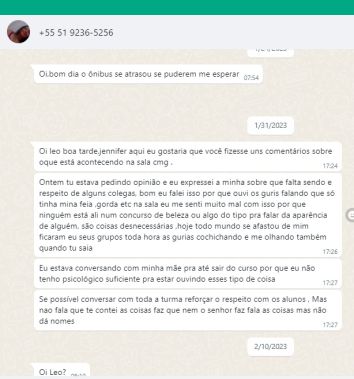 +55 51 9236-5256
Oi.bom dia o ônibus se atrasou se puderem me esperar
07:54
1/31/2023
Oi leo boa tarde,jennifer aqui eu gostaria que você fizesse uns comentários sobre
oque está acontecendo na sala cmg .
17:24
Ontem tu estava pedindo opinião e eu expressei a minha sobre que falta sendo e
respeito de alguns colegas, bom eu falei isso por que ouvi os guris falando que só
tinha mina feia ,gorda etc na sala eu me senti muito mal com isso por que
ninguém está ali num concurso de beleza ou algo do tipo pra falar da aparência
de alguém, são coisas desnecessárias .hoje todo mundo se afastou de mim
ficaram eu seus grupos toda hora as gurias cochichando e me olhando também
quando tu saia
17:26
Eu estava conversando com minha mãe pra até sair do curso por que eu não
tenho psicológico suficiente pra estar ouvindo esses tipo de coisa
17:27
Se possível conversar com toda a turma reforçar o respeito com os alunos , Mas
nao fala que te contei as coisas faz que nem o senhor faz fala as coisas mas não
dá nomes
17:27
2/10/2023
Oi Leo?